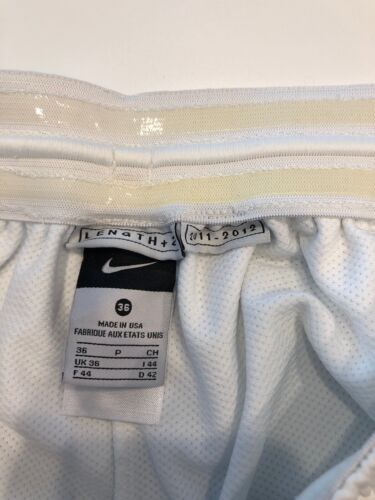 LENGTH+2
2011-2012
36
MADE IN USA
FABRIQUE AUX ETATS UNIS
36 P CH
UK 36 I 44
F 44 D 42